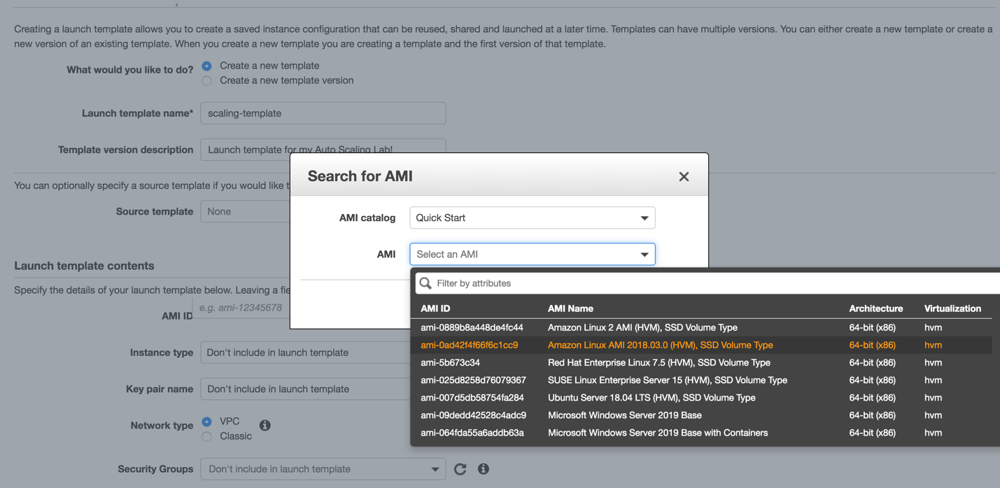 Creating a launch template allows you to create a saved instance configuration that can be reused, shared and launched at a later time. Templates can have multiple versions. You can either create a new template or create a
new version of an existing template. When you create a new template you are creating a template and the first version of that template.
What would you like to do? Create a new template
Create a new template version
Launch template name* scaling-template
Template version description Launch template for my Auto Scaling Lab!
You can optionally specify a source template if you would like t
Source template None
Search for AMI
AMI catalog Quick Start
AMI Select an AMI
Filter by attributes
AMI ID AMI Name Architecture Virtualization
ami-0889b8a448de4fc44 Amazon Linux 2 AMI (HVM), SSD Volume Type 64-bit (x86) hvm
ami-0ad42f4f66f6c1cc9 Amazon Linux AMI 2018.03.0 (HVM), SSD Volume Type 64-bit (x86) hvm
ami-5b673c34 Red Hat Enterprise Linux 7.5 (HVM), SSD Volume Type 64-bit (x86) hvm
ami-025d8258d76079367 SUSE Linux Enterprise Server 15 (HVM), SSD Volume Type 64-bit (x86) hvm
ami-007d5db58754fa284 Ubuntu Server 18.04 LTS (HVM), SSD Volume Type 64-bit (x86) hvm
ami-09dedd42528c4adc9 Microsoft Windows Server 2019 Base 64-bit (x86) hvm
ami-064fda55a6addb63a Microsoft Windows Server 2019 Base with Containers 64-bit (x86) hvm
Launch template contents
Specify the details of your launch template below. Leaving a fie
AMI ID e.g. ami-12345678
Instance type Don't include in launch template
Key pair name Don't include in launch template
Network type VPC
Classic
Security Groups Don't include in launch template